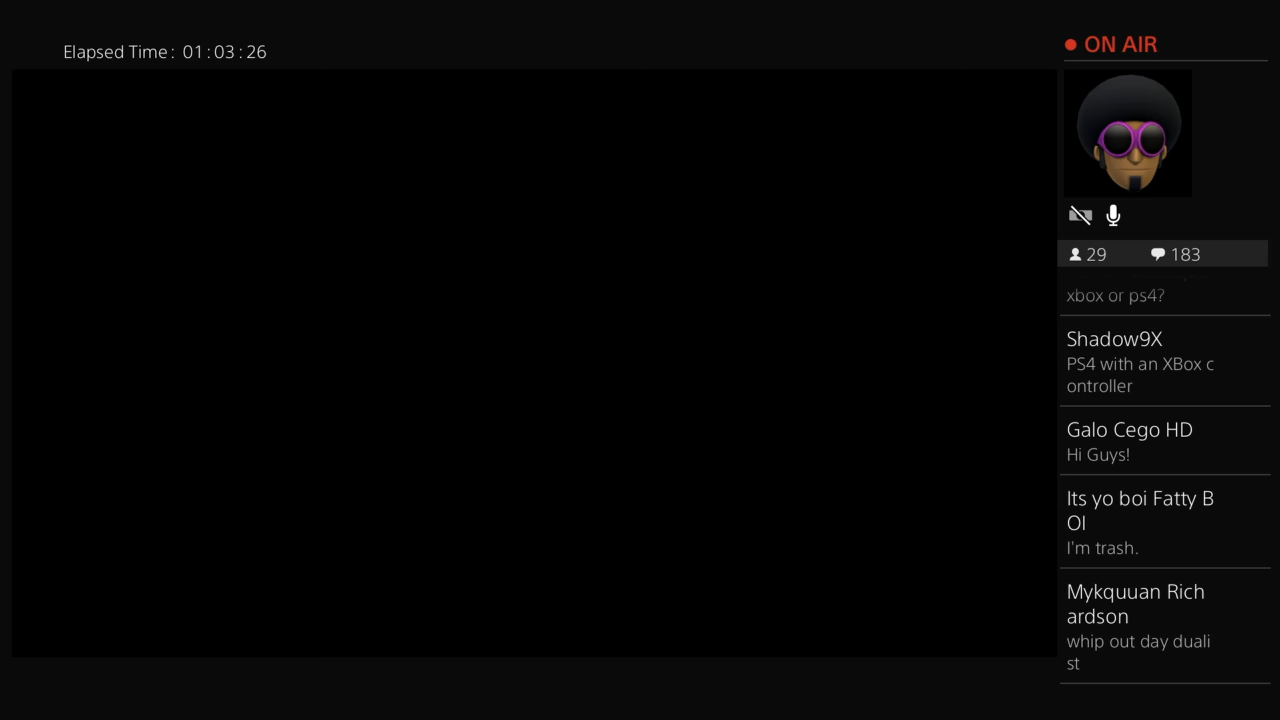 Elapsed Time: 01:03:26
ON AIR
29 183
xbox or ps4?
Shadow9X
PS4 with an XBox c
ontroller
Galo Cego HD
Hi Guys!
Its yo boi Fatty B
OI
I'm trash.
Mykquuan Rich
ardson
whip out day duali
st